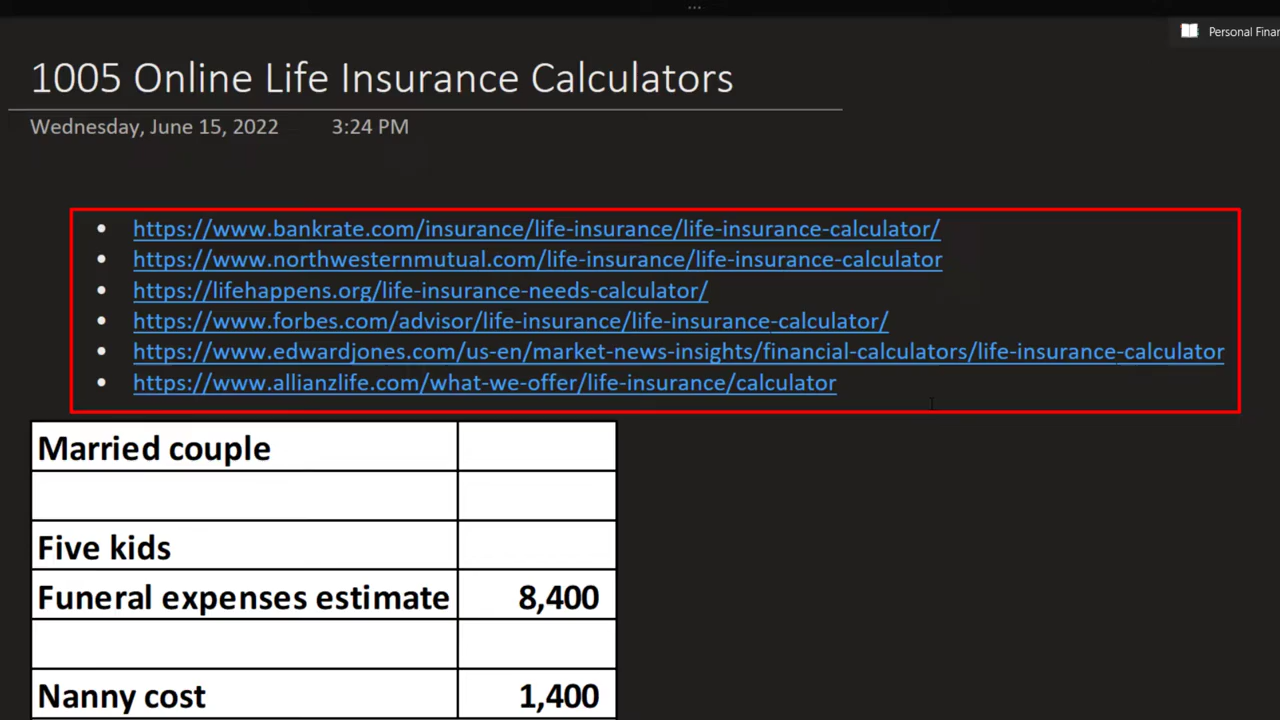 Personal Finan
1005 Online Life Insurance Calculators
Wednesday, June 15, 2022 3:24 PM
• https://www.bankrate.com/insurance/life-insurance/life-insurance-calculator/
• https://www.northwesternmutual.com/life-insurance/life-insurance-calculator
• https://lifehappens.org/life-insurance-needs-calculator/
• https://www.forbes.com/advisor/life-insurance/life-insurance-calculator/
• https://www.edwardjones.com/us-en/market-news-insights/financial-calculators/life-insurance-calculator
• https://www.allianzlife.com/what-we-offer/life-insurance/calculator
Married couple
Five kids
Funeral expenses estimate 8,400
Nanny cost 1,400